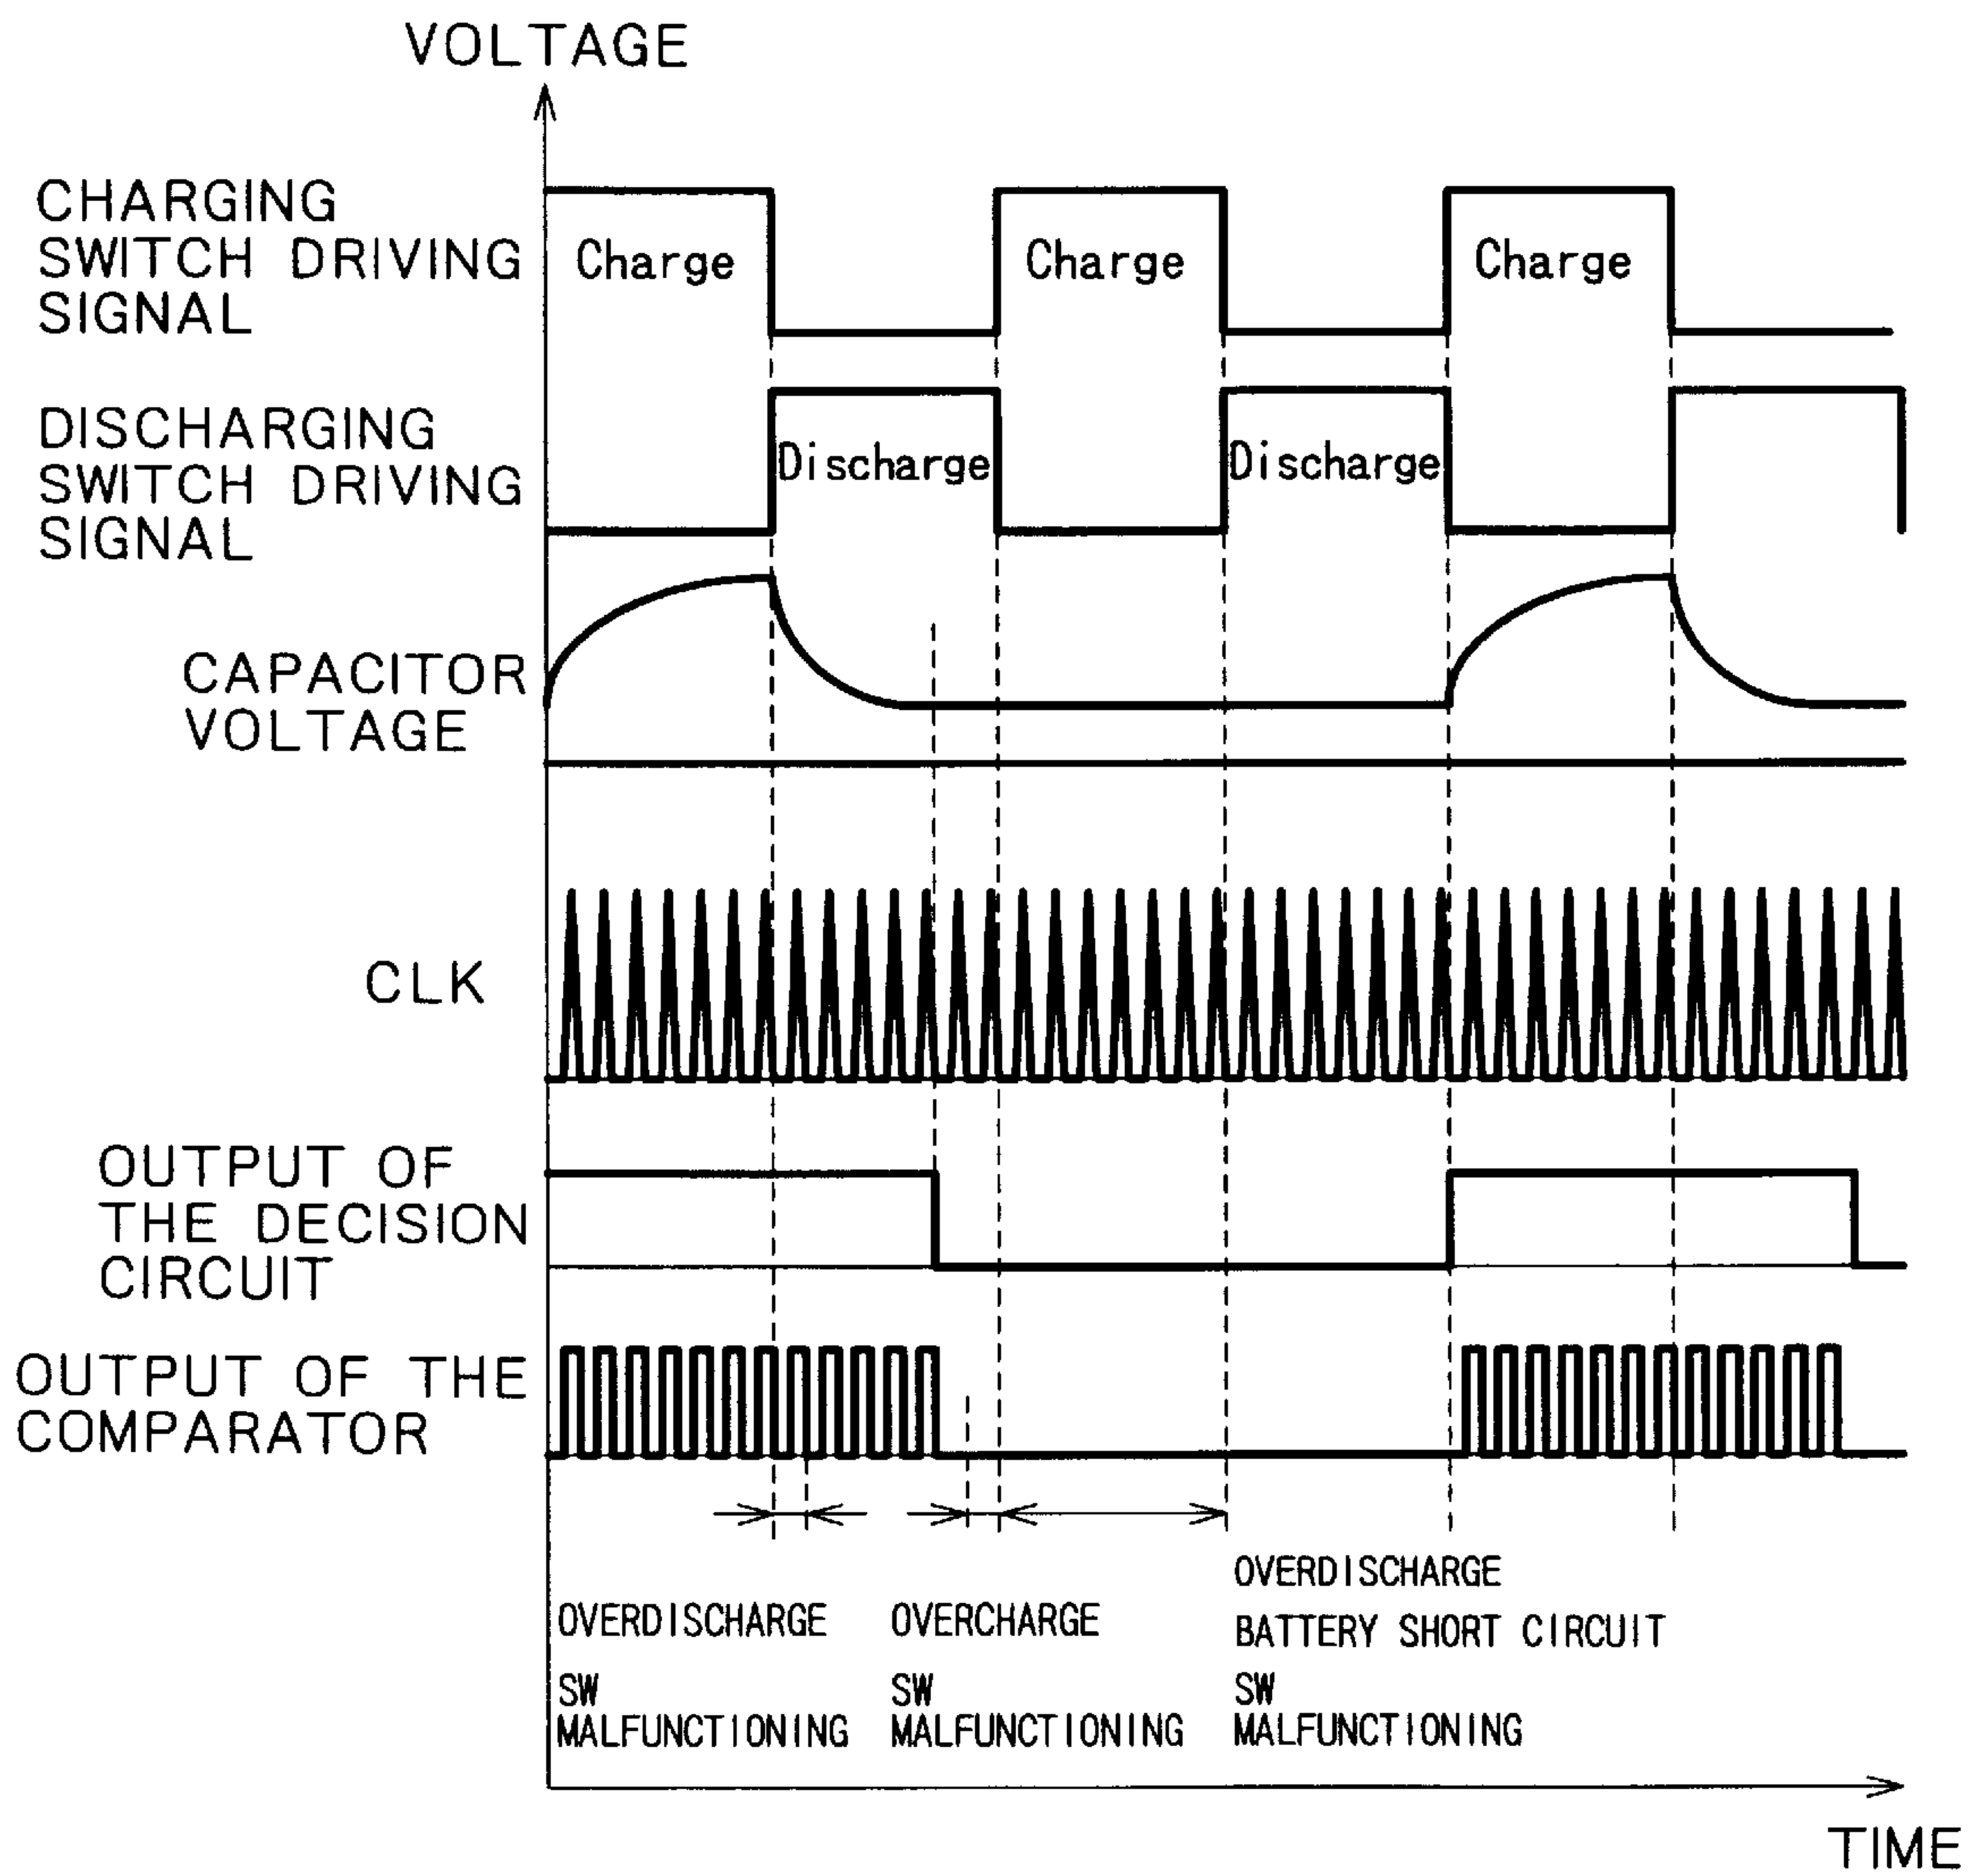 VOLTAGE
CHARGING
SWITCH DRIVING
SIGNAL
Charge
Charge
Charge
DISCHARGING
SWITCH DRIVING
SIGNAL
Discharge
Discharge
CAPACITOR
VOLTAGE
CLK
OUTPUT OF
THE DECISION
CIRCUIT
OUTPUT OF THE
COMPARATOR
OVERDISCHARGE
SW
MALFUNCTIONING
OVERCHARGE
SW
MALFUNCTIONING
OVERDISCHARGE
BATTERY SHORT CIRCUIT
SW
MALFUNCTIONING
TIME